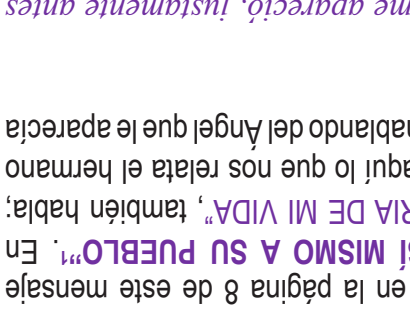 en la página 8 de este mensaje
SÍ MISMO A SU PUEBLO”¹. En
RIA DE MI VIDA”, también habla;
aquí lo que nos relata el hermano
hablando del Ángel que le aparecía
me apareció, justamente antes